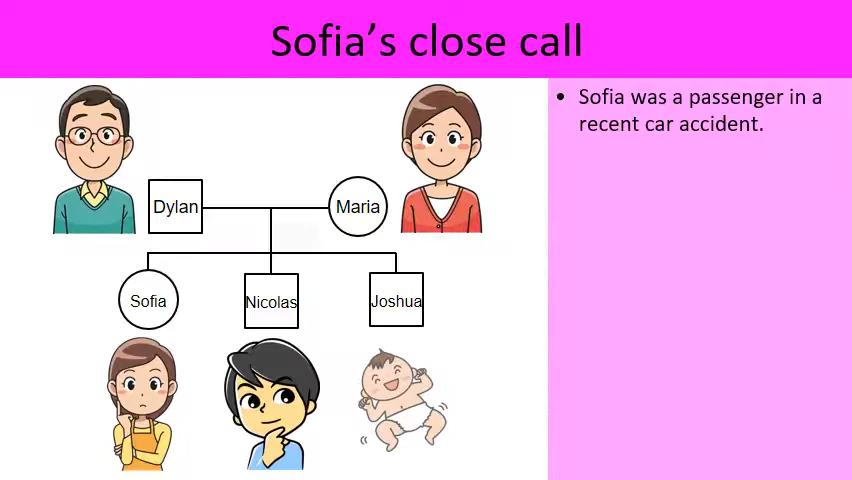 Sofia’s close call
• Sofia was a passenger in a
recent car accident.
Dylan
Maria
Sofia
Nicolas
Joshua